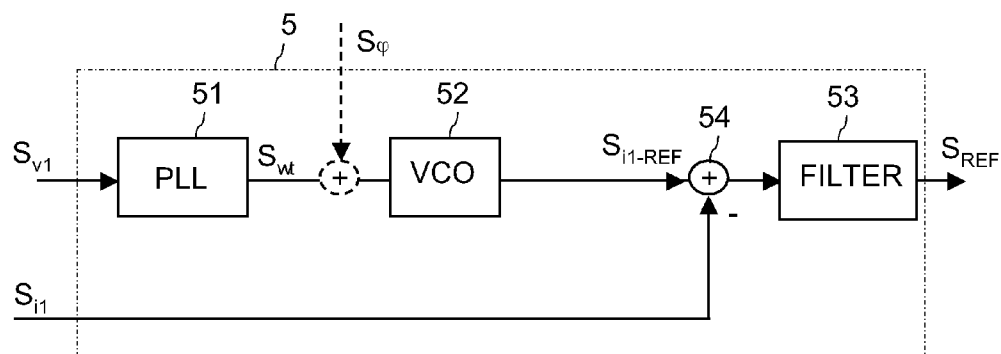 5
Sφ
51
52
53
54
Sv1
PLL
Swt
+
VCO
Si1-REF
+
FILTER
SREF
-
Si1